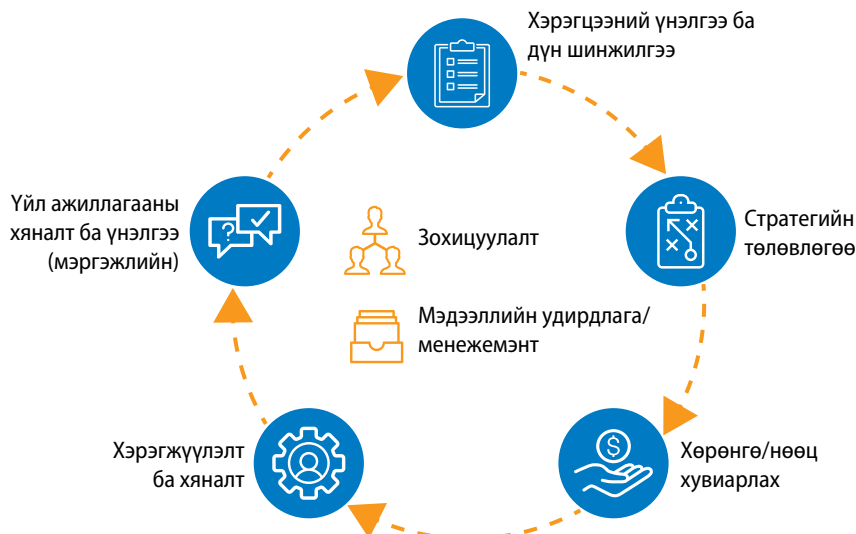 Хэрэгцээний үнэлгээ ба
дүн шинжилгээ
Стратегийн
төлөвлөгөө
Хөрөнгө/нөөц
хувиарлах
Хэрэгжүүлэлт
ба хяналт
Үйл ажиллагааны
хяналт ба үнэлгээ
(мэргэжлийн)
Зохицуулалт
Мэдээллийн удирдлага/
менежемэнт